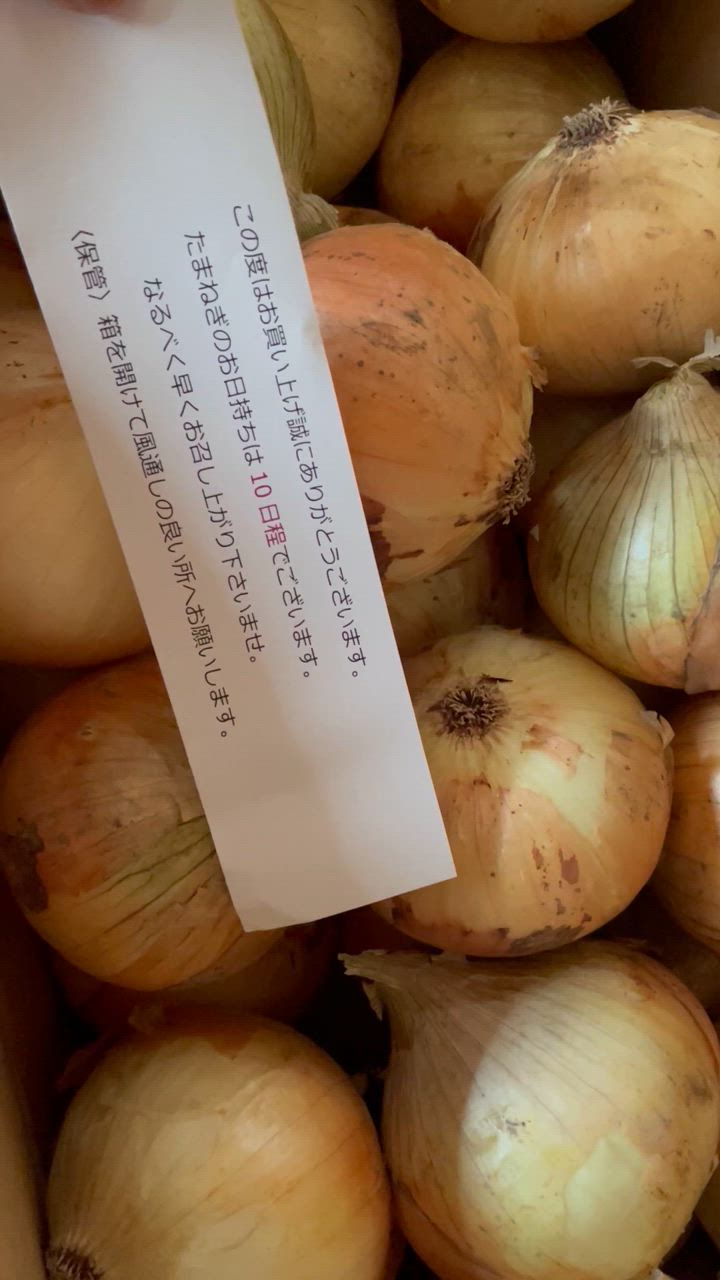 この度はお買い上げ誠にありがとうございます。
たまねぎのお日持ちは 10 日程でございます。
なるべく早くお召し上がり下さいませ。
〈保管〉箱を開けて風通しの良い所へお願いします。